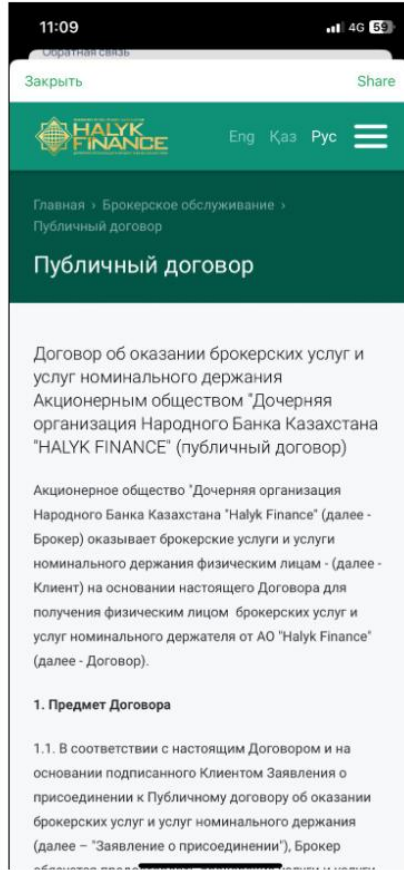 11:09
4G 59
Обратная связь
Закрыть
Share
HALYK
FINANCE
Eng Қаз Рус
Главная › Брокерское обслуживание ›
Публичный договор
Публичный договор
Договор об оказании брокерских услуг и
услуг номинального держания
Акционерным обществом "Дочерняя
организация Народного Банка Казахстана
"HALYK FINANCE" (публичный договор)
Акционерное общество "Дочерняя организация
Народного Банка Казахстана "Halyk Finance" (далее -
Брокер) оказывает брокерские услуги и услуги
номинального держания физическим лицам - (далее -
Клиент) на основании настоящего Договора для
получения физическим лицом брокерских услуг и
услуг номинального держателя от АО "Halyk Finance"
(далее - Договор).
1. Предмет Договора
1.1. В соответствии с настоящим Договором и на
основании подписанного Клиентом Заявления о
присоединении к Публичному договору об оказании
брокерских услуг и услуг номинального держания
(далее – "Заявление о присоединении"), Брокер